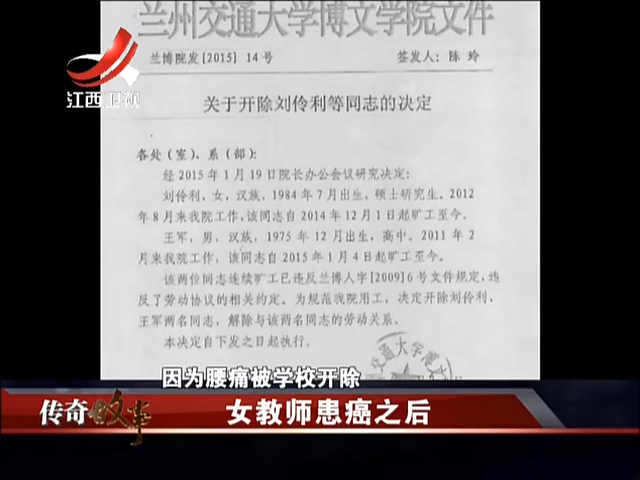 兰州交通大学博文学院文件
兰博院发[2015] 14号 签发人：陈 玲
江西卫视
关于开除刘伶利等同志的决定
各处（室）、系（部）：
经2015年1月19日院长办公会议研究决定：
刘伶利，女，汉族，1984年7月出生，硕士研究生。2012
年8月来我院工作，该同志自2014年12月1日起旷工至今。
王军，男，汉族，1975年12月出生，高中。2011年2
月来我院工作，该同志自2015年1月4日起旷工至今。
该两位同志连续旷工已违反兰博人字[2009]6号文件规定，违
反了劳动协议的相关约定。为规范我院用工，决定开除刘伶利、
王军两名同志，解除与该两名同志的劳动关系。
本决定自下发之日起执行。
交通大学博文
因为腰痛被学校开除
传奇故事
女教师患癌之后